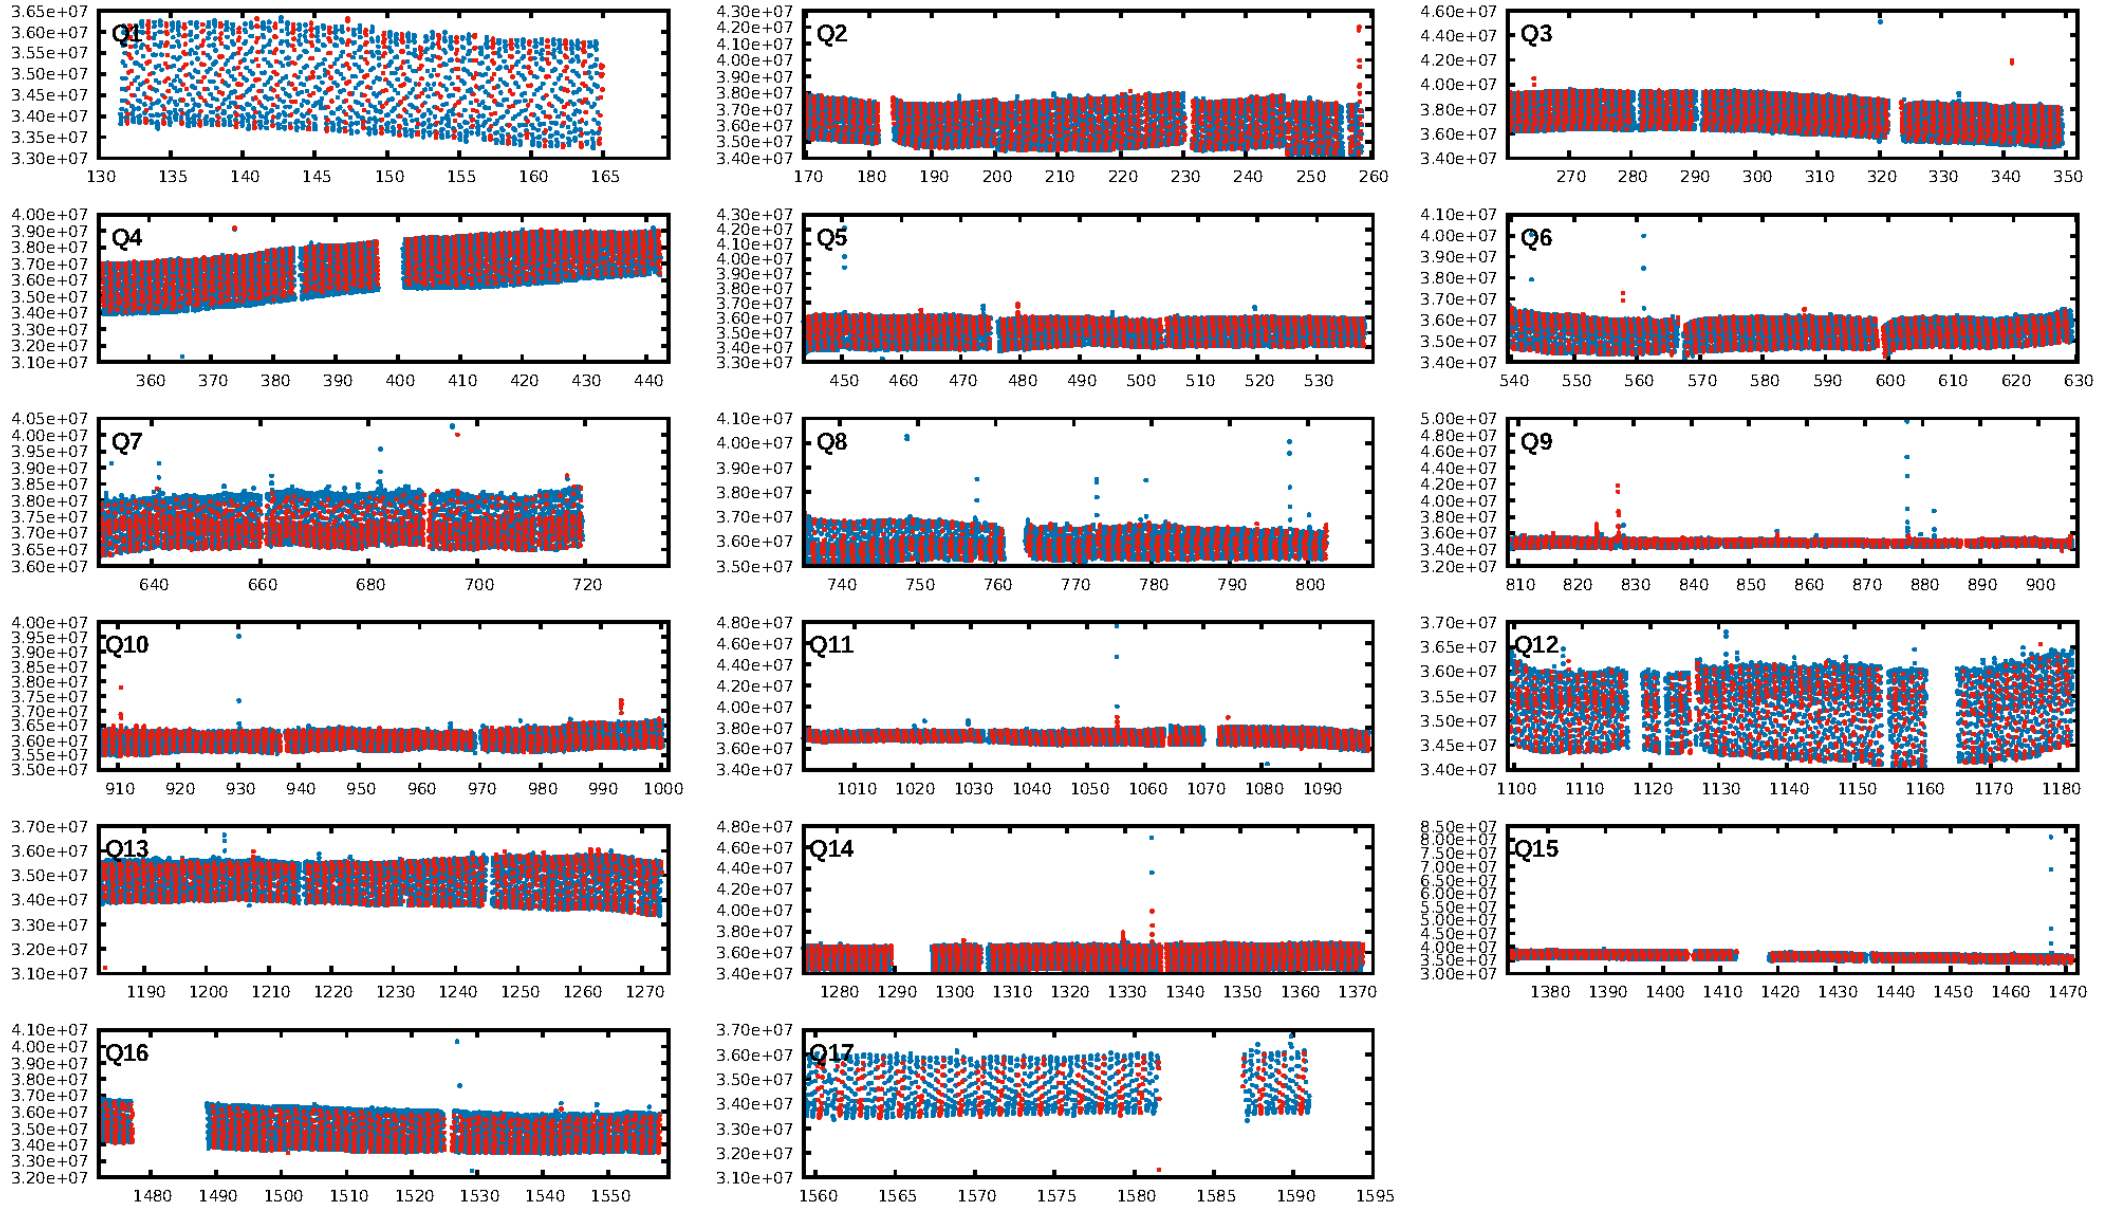 3.65e+07 3.60e+07 3.55e+07 3.50e+07 3.45e+07 3.40e+07 3.35e+07 3.30e+07
Q1
130 135 140 145 150 155 160 165
4.30e+07 4.20e+07 4.10e+07 4.00e+07 3.90e+07 3.80e+07 3.70e+07 3.60e+07 3.50e+07 3.40e+07
Q2
170 180 190 200 210 220 230 240 250 260
4.60e+07 4.40e+07 4.20e+07 4.00e+07 3.80e+07 3.60e+07 3.40e+07
Q3
270 280 290 300 310 320 330 340 350
4.00e+07 3.90e+07 3.80e+07 3.70e+07 3.60e+07 3.50e+07 3.40e+07 3.30e+07 3.20e+07 3.10e+07
Q4
360 370 380 390 400 410 420 430 440
4.30e+07 4.20e+07 4.10e+07 4.00e+07 3.90e+07 3.80e+07 3.70e+07 3.60e+07 3.50e+07 3.40e+07 3.30e+07
Q5
450 460 470 480 490 500 510 520 530
4.10e+07 4.00e+07 3.90e+07 3.80e+07 3.70e+07 3.60e+07 3.50e+07 3.40e+07
Q6
540 550 560 570 580 590 600 610 620 630
4.05e+07 4.00e+07 3.95e+07 3.90e+07 3.85e+07 3.80e+07 3.75e+07 3.70e+07 3.65e+07 3.60e+07
Q7
640 660 680 700 720
4.10e+07 4.00e+07 3.90e+07 3.80e+07 3.70e+07 3.60e+07 3.50e+07
Q8
740 750 760 770 780 790 800
5.00e+07 4.80e+07 4.60e+07 4.40e+07 4.20e+07 4.00e+07 3.80e+07 3.60e+07 3.40e+07 3.20e+07
Q9
810 820 830 840 850 860 870 880 890 900
4.00e+07 3.95e+07 3.90e+07 3.85e+07 3.80e+07 3.75e+07 3.70e+07 3.65e+07 3.60e+07 3.55e+07 3.50e+07
Q10
910 920 930 940 950 960 970 980 990 1000
4.80e+07 4.60e+07 4.40e+07 4.20e+07 4.00e+07 3.80e+07 3.60e+07 3.40e+07
Q11
1010 1020 1030 1040 1050 1060 1070 1080 1090
3.70e+07 3.65e+07 3.60e+07 3.55e+07 3.50e+07 3.45e+07 3.40e+07
Q12
1100 1110 1120 1130 1140 1150 1160 1170 1180
3.70e+07 3.60e+07 3.50e+07 3.40e+07 3.30e+07 3.20e+07 3.10e+07
Q13
1190 1200 1210 1220 1230 1240 1250 1260 1270
4.80e+07 4.60e+07 4.40e+07 4.20e+07 4.00e+07 3.80e+07 3.60e+07 3.40e+07
Q14
1280 1290 1300 1310 1320 1330 1340 1350 1360 1370
8.50e+07 8.00e+07 7.50e+07 7.00e+07 6.50e+07 6.00e+07 5.50e+07 5.00e+07 4.50e+07 4.00e+07 3.50e+07 3.00e+07
Q15
1380 1390 1400 1410 1420 1430 1440 1450 1460 1470
4.10e+07 4.00e+07 3.90e+07 3.80e+07 3.70e+07 3.60e+07 3.50e+07 3.40e+07 3.30e+07 3.20e+07
Q16
1480 1490 1500 1510 1520 1530 1540 1550
3.70e+07 3.60e+07 3.50e+07 3.40e+07 3.30e+07 3.20e+07 3.10e+07
Q17
1560 1565 1570 1575 1580 1585 1590 1595